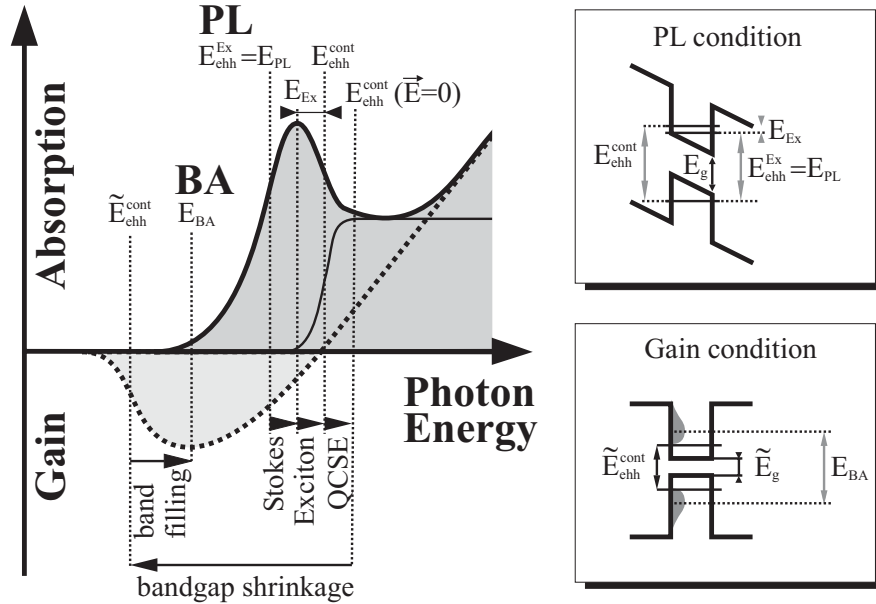 PL
E_ehh^Ex=E_PL
E_ehh^cont
E_Ex
E_ehh^cont (E⃗=0)
BA
Ẽ_ehh^cont
E_BA
Absorption
Gain
Photon
Energy
band
filling
Stokes
Exciton
QCSE
bandgap shrinkage
PL condition
E_Ex
E_ehh^cont
E_g
E_ehh^Ex=E_PL
Gain condition
Ẽ_ehh^cont
Ẽ_g
E_BA